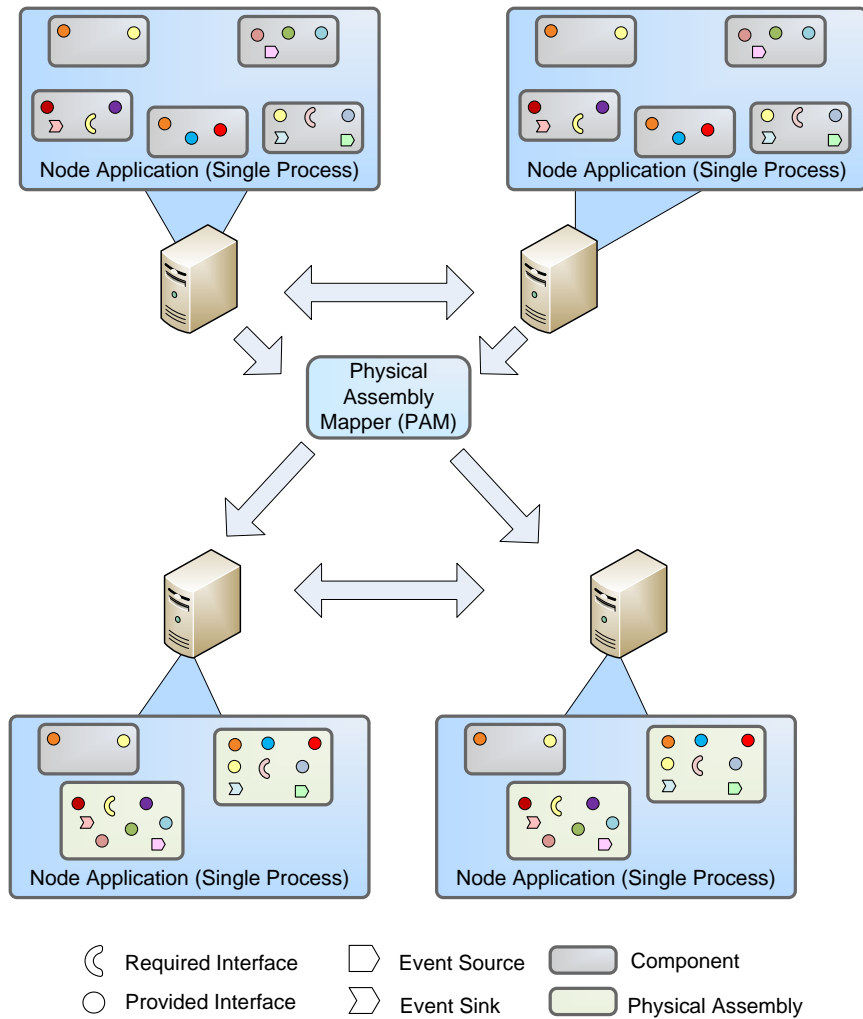 Node Application (Single Process)
Node Application (Single Process)
Physical
Assembly
Mapper (PAM)
Node Application (Single Process)
Node Application (Single Process)
Required Interface
Event Source
Component
Provided Interface
Event Sink
Physical Assembly